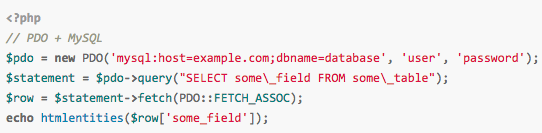 <?php
// PDO + MySQL
$pdo = new PDO('mysql:host=example.com;dbname=database', 'user', 'password');
$statement = $pdo->query("SELECT some\_field FROM some\_table");
$row = $statement->fetch(PDO::FETCH_ASSOC);
echo htmlentities($row['some_field']);